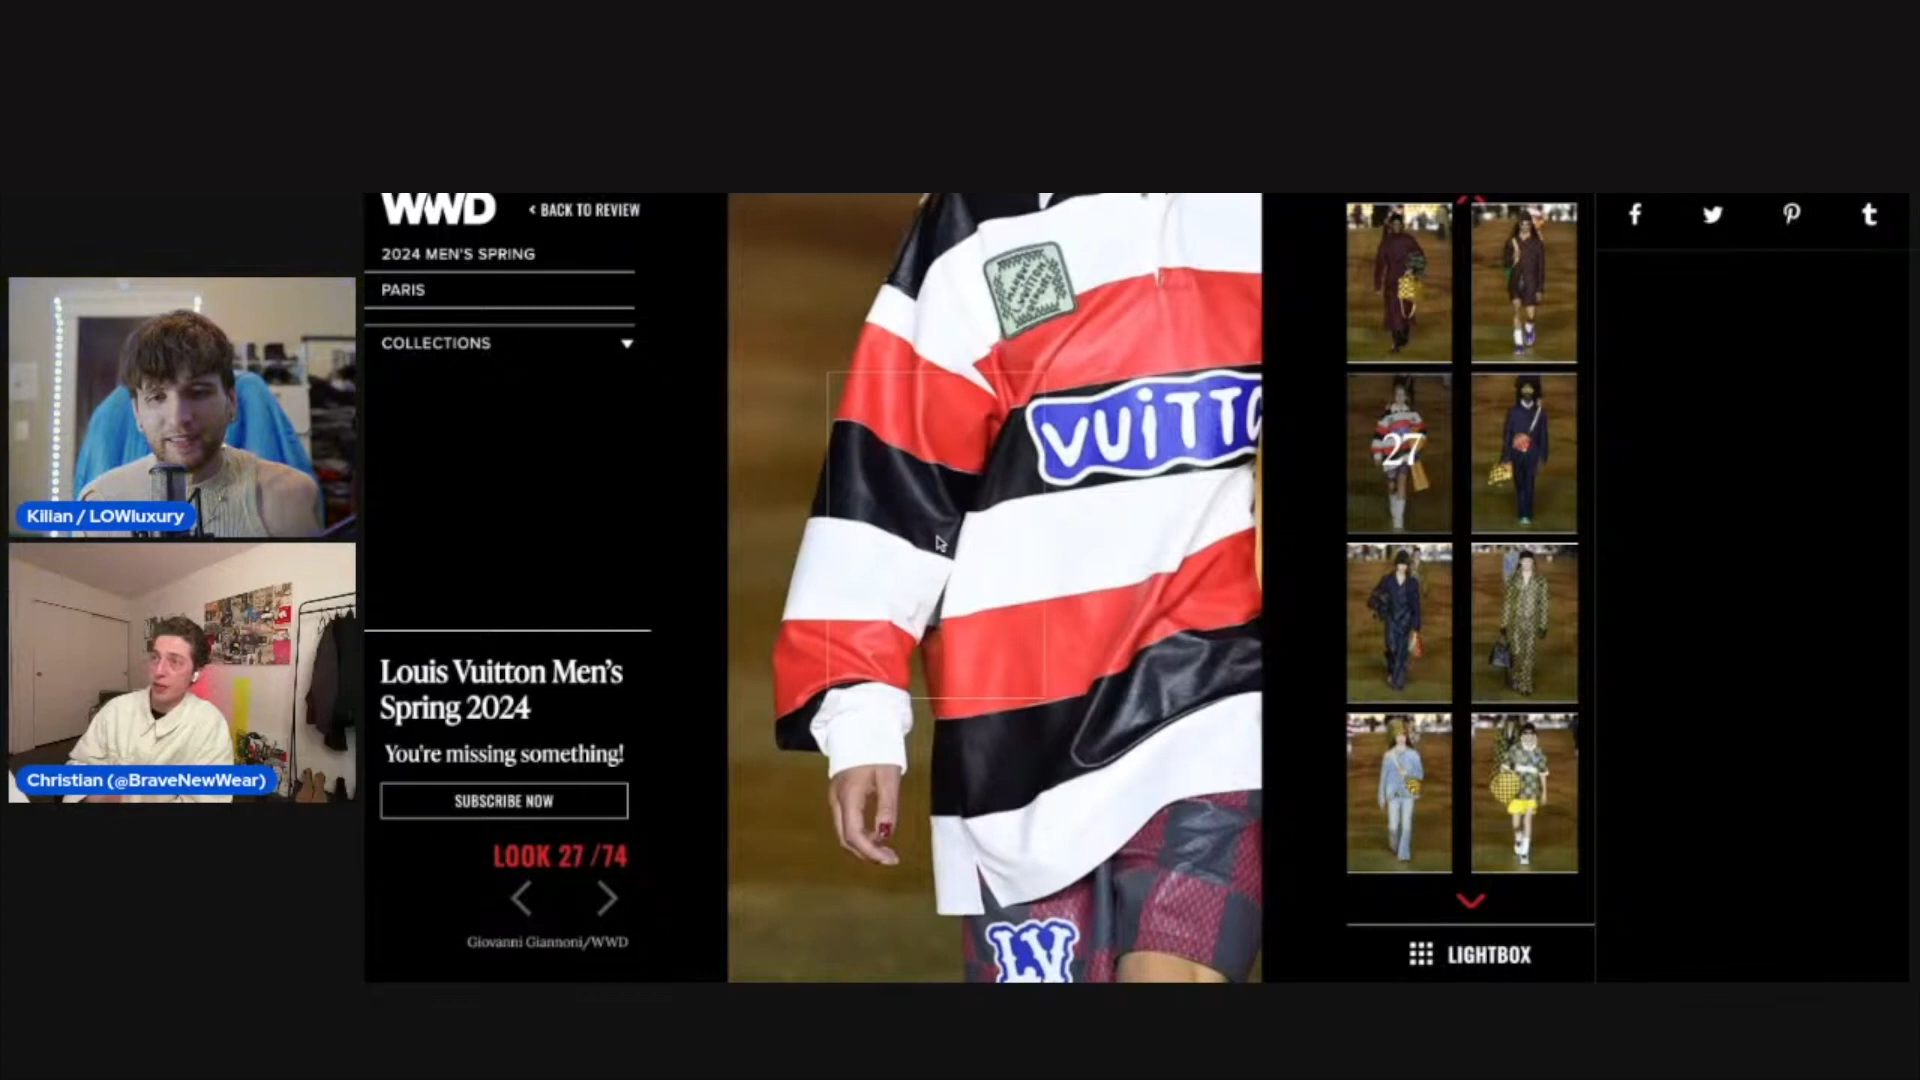 WWD
< BACK TO REVIEW
2024 MEN'S SPRING
PARIS
COLLECTIONS
VUITTO
27
Kilian / LOWluxury
Christian (@BraveNewWear)
Louis Vuitton Men's
Spring 2024
You're missing something!
SUBSCRIBE NOW
LOOK 27 /74
Giovanni Giannoni/WWD
LV
LIGHTBOX